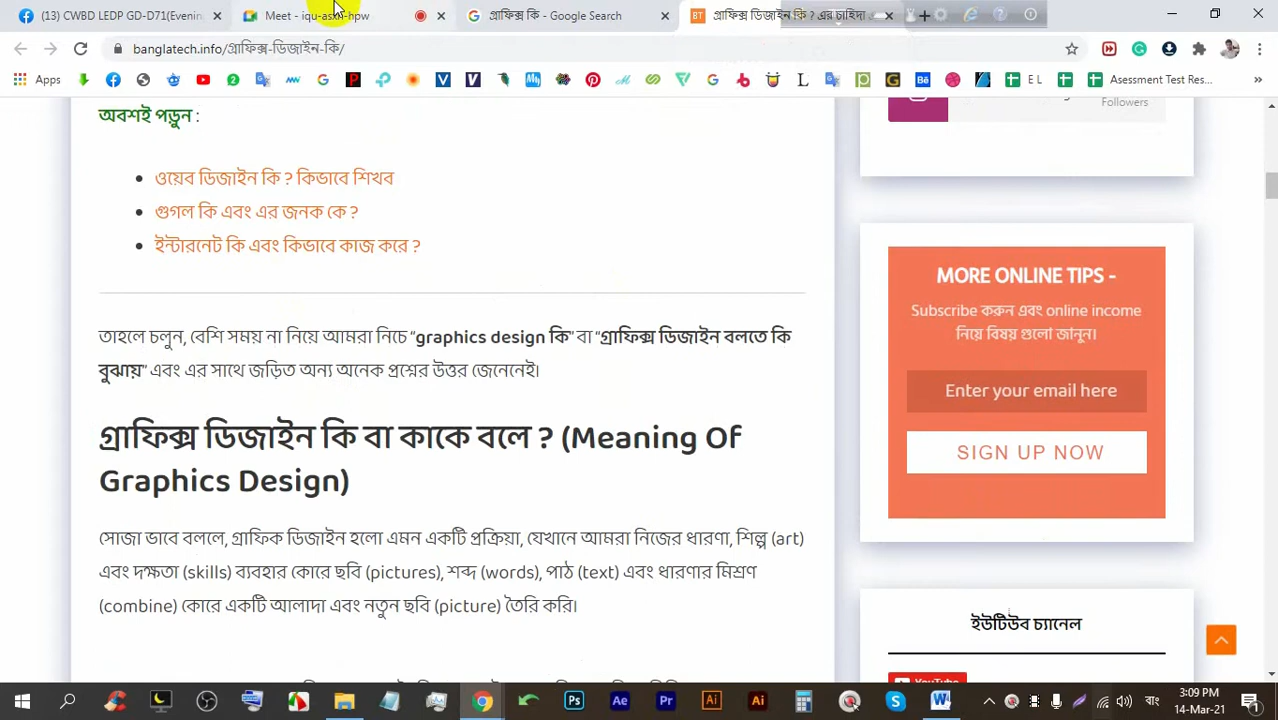 (13) CWBD LEDP GD-D71(Evenin
Meet - iqu-asxn-hpw
গ্রাফিক্স কি - Google Search
গ্রাফিক্স ডিজাইন কি ? এর চাহিদা
banglatech.info/গ্রাফিক্স-ডিজাইন-কি/
Apps
E L
Asessment Test Res...
Followers
অবশই পড়ুন :
ওয়েব ডিজাইন কি ? কিভাবে শিখব
গুগল কি এবং এর জনক কে ?
ইন্টারনেট কি এবং কিভাবে কাজ করে ?
তাহলে চলুন, বেশি সময় না নিয়ে আমরা নিচে “graphics design কি” বা “গ্রাফিক্স ডিজাইন বলতে কি
বুঝায়” এবং এর সাথে জড়িত অন্য অনেক প্রশ্নের উত্তর জেনেনেই।
গ্রাফিক্স ডিজাইন কি বা কাকে বলে ? (Meaning Of
Graphics Design)
সোজা ভাবে বললে, গ্রাফিক ডিজাইন হলো এমন একটি প্রক্রিয়া, যেখানে আমরা নিজের ধারণা, শিল্প (art)
এবং দক্ষতা (skills) ব্যবহার কোরে ছবি (pictures), শব্দ (words), পাঠ (text) এবং ধারণার মিশ্রণ
(combine) কোরে একটি আলাদা এবং নতুন ছবি (picture) তৈরি করি।
MORE ONLINE TIPS -
Subscribe করুন এবং online income
নিয়ে বিষয় গুলো জানুন।
Enter your email here
SIGN UP NOW
ইউটিউব চ্যানেল
YouTube
বাং
3:09 PM
14-Mar-21